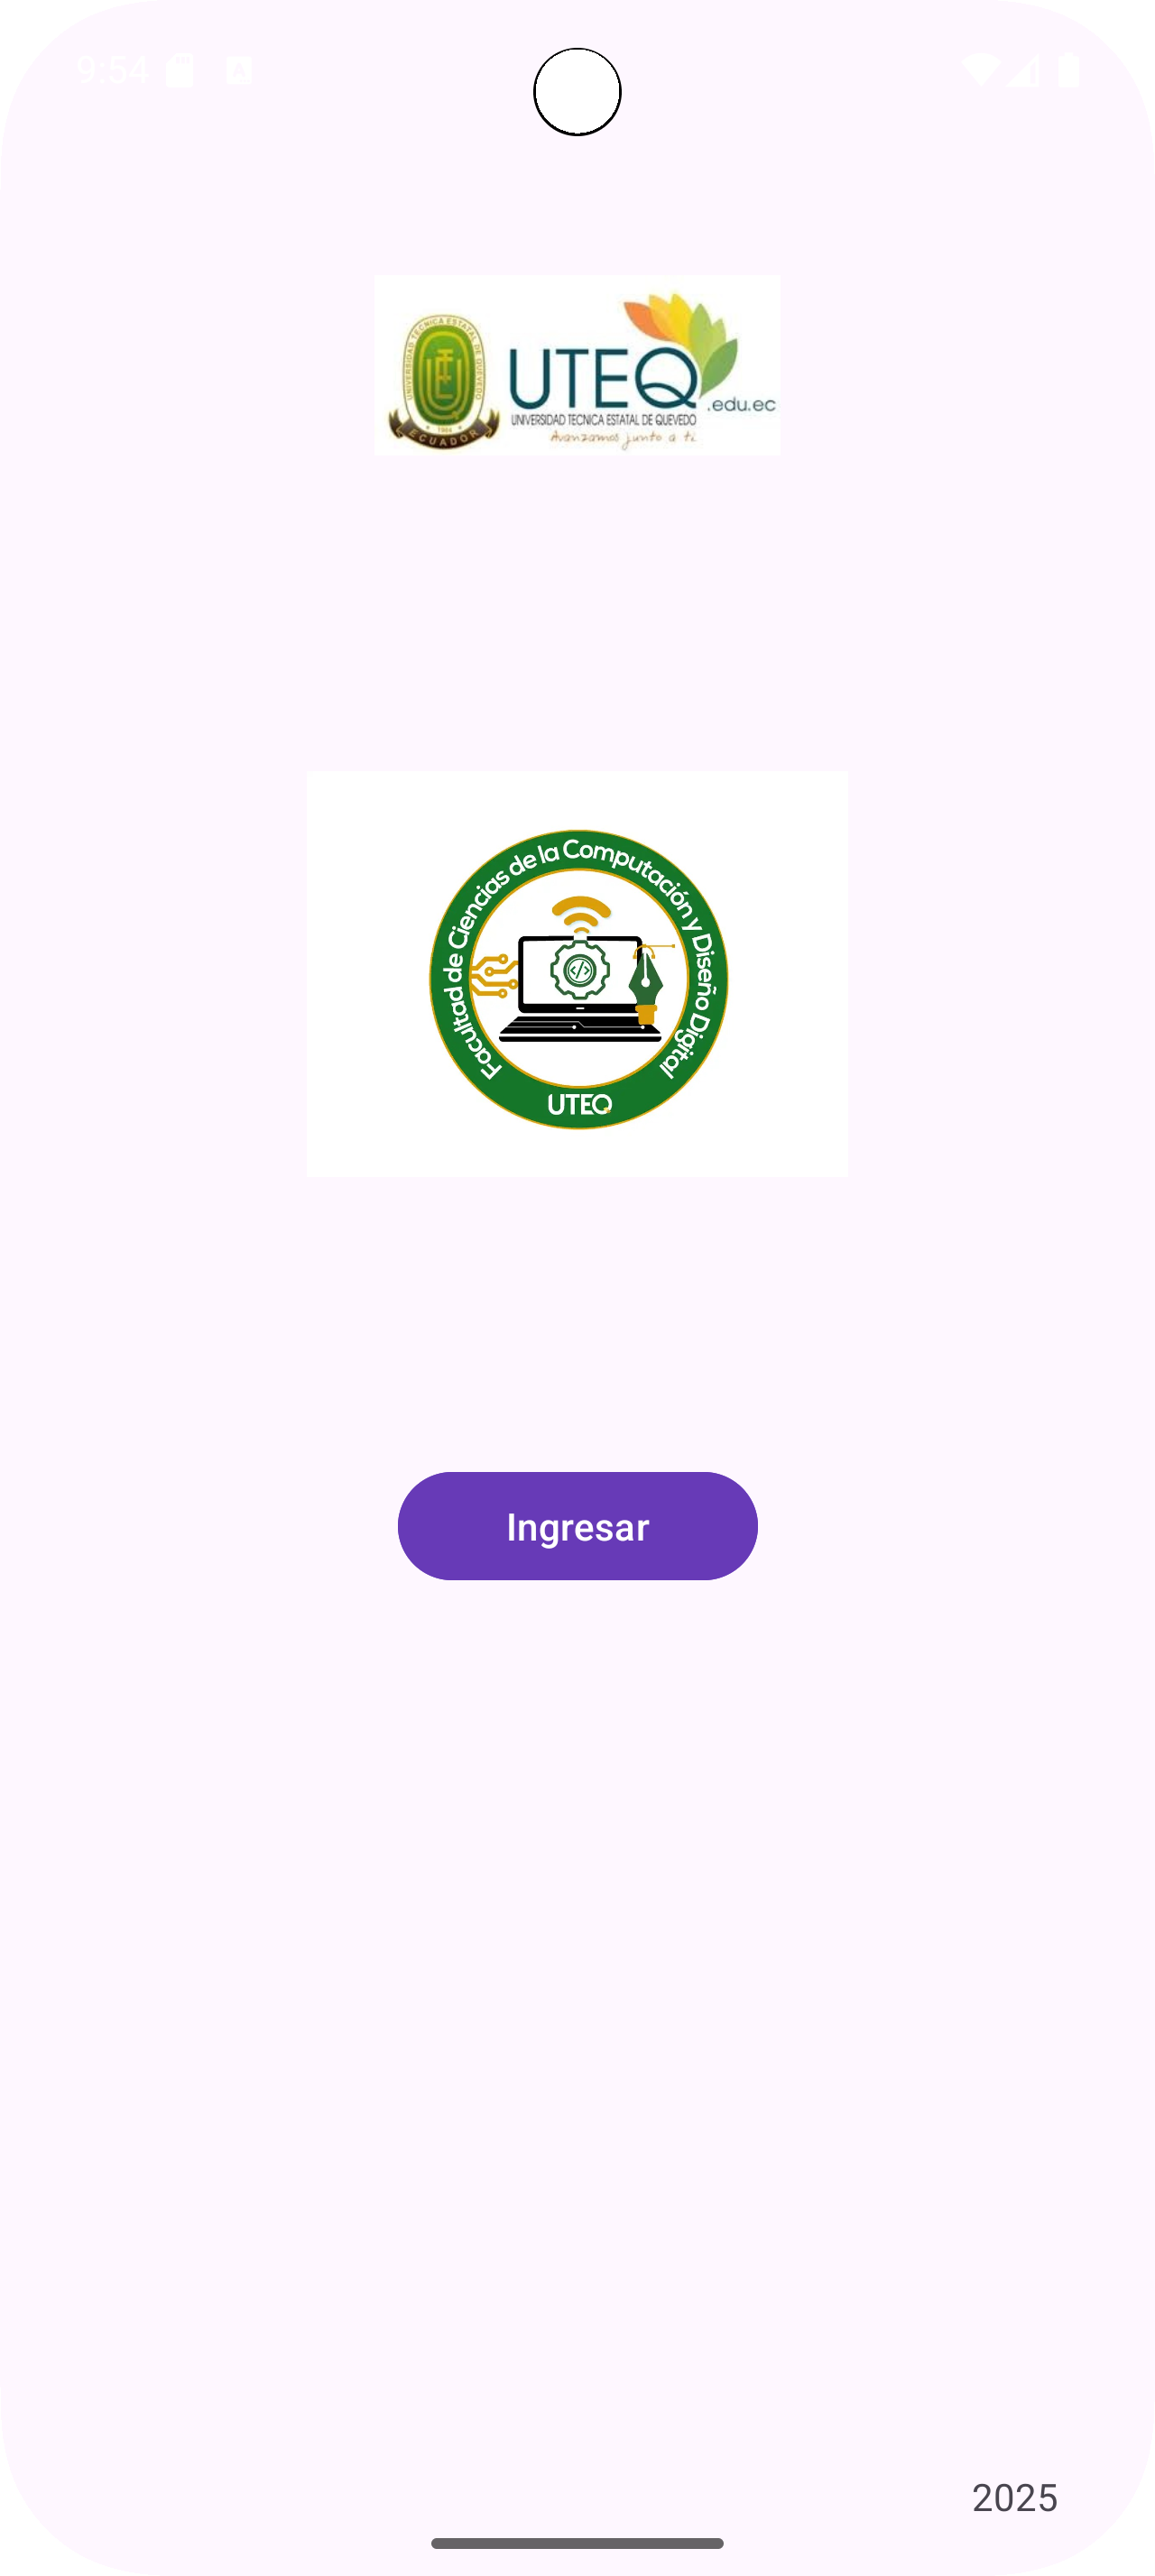 9:54
A
UNIVERSIDAD TECNICA ESTATAL DE QUEVEDO
1984
ECUADOR
UTEQ
.edu.ec
UNIVERSIDAD TECNICA ESTATAL DE QUEVEDO
Avanzamos junto a ti
Facultad de Ciencias de la Computación y Diseño Digital
</>
UTEQ
Ingresar
2025